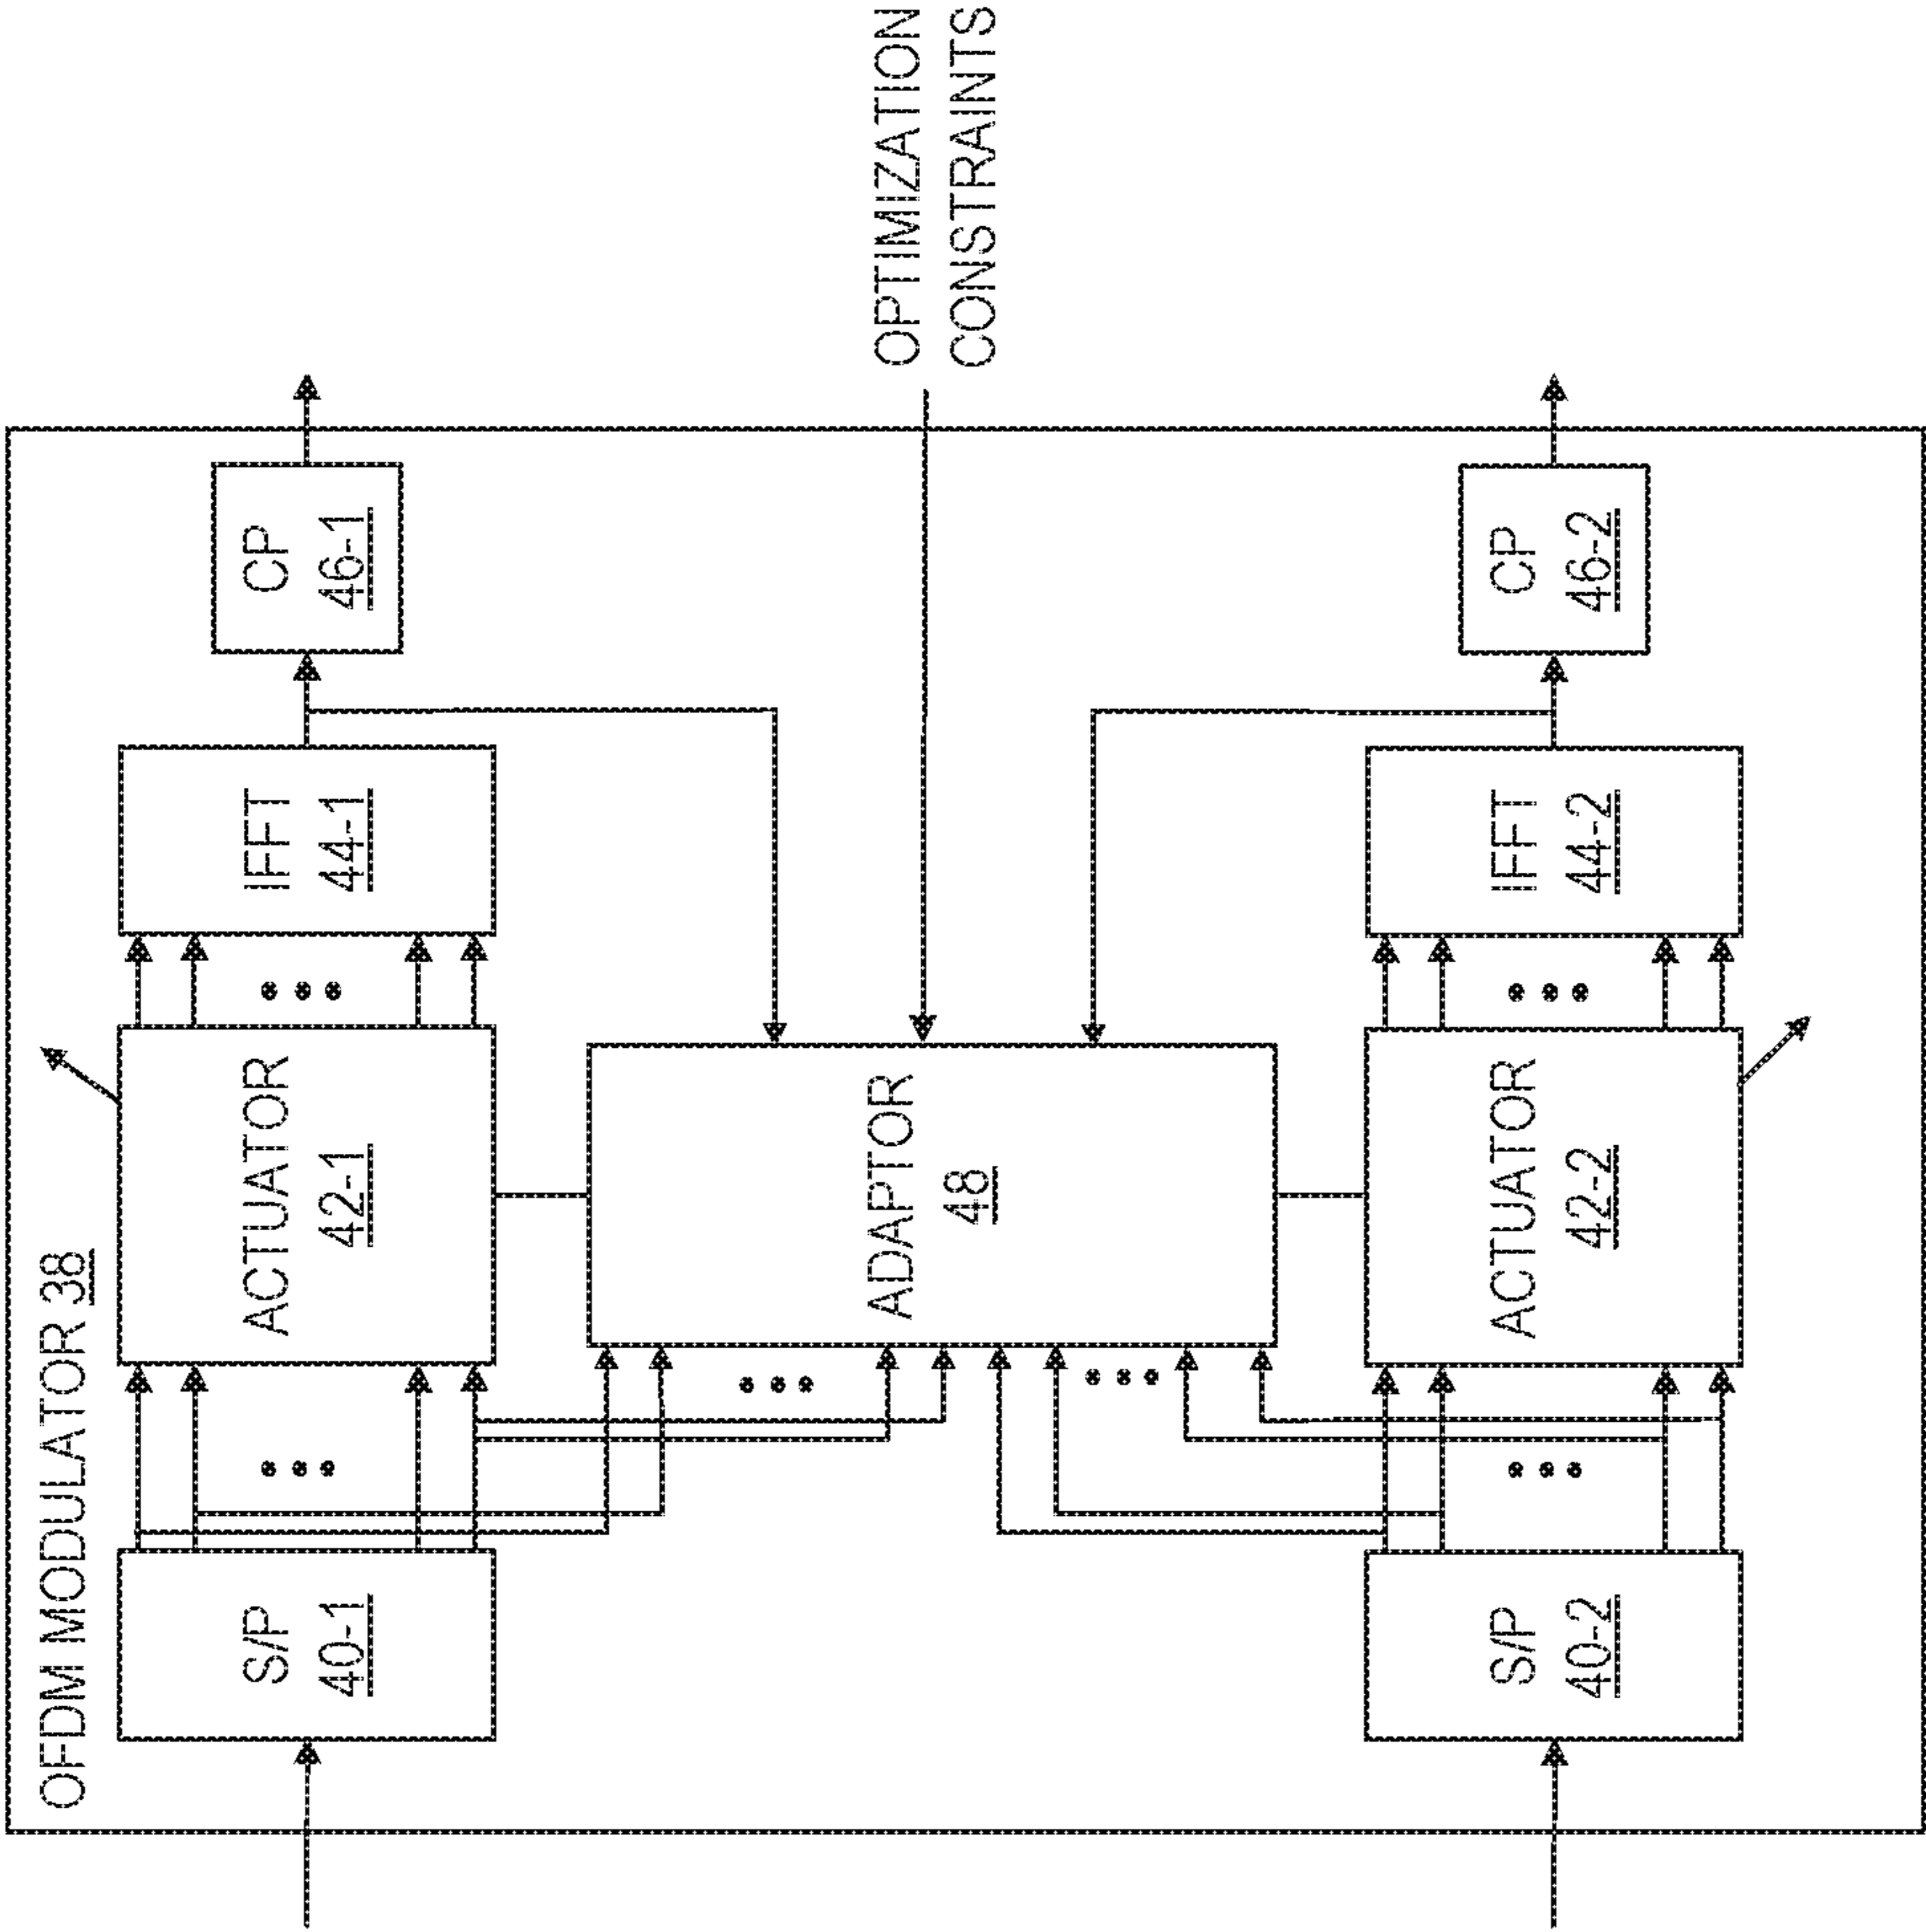 OFDM MODULATOR 38
S/P
40-1
ACTUATOR
42-1
IFFT
44-1
CP
46-1
ADAPTOR
48
OPTIMIZATION
CONSTRAINTS
S/P
40-2
ACTUATOR
42-2
IFFT
44-2
CP
46-2